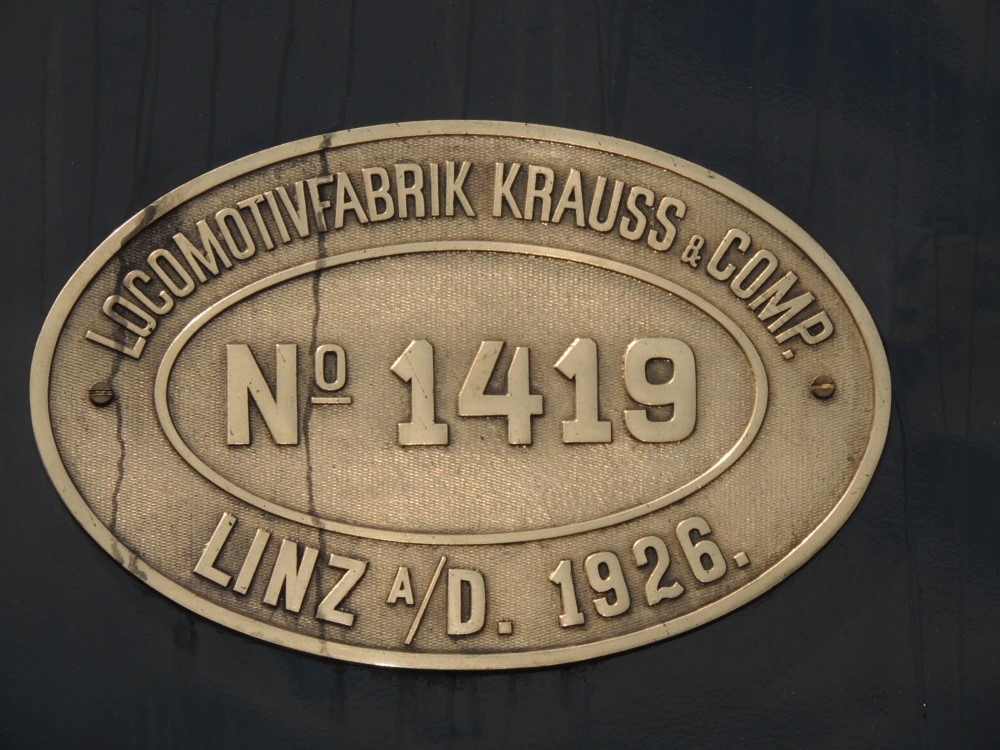 LOCOMOTIVFABRIK KRAUSS & COMP.
Nº 1419
LINZ A/D. 1926.